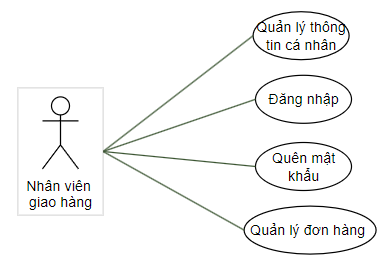 Quản lý thông
tin cá nhân
Đăng nhập
Quên mật
khẩu
Quản lý đơn hàng
Nhân viên
giao hàng